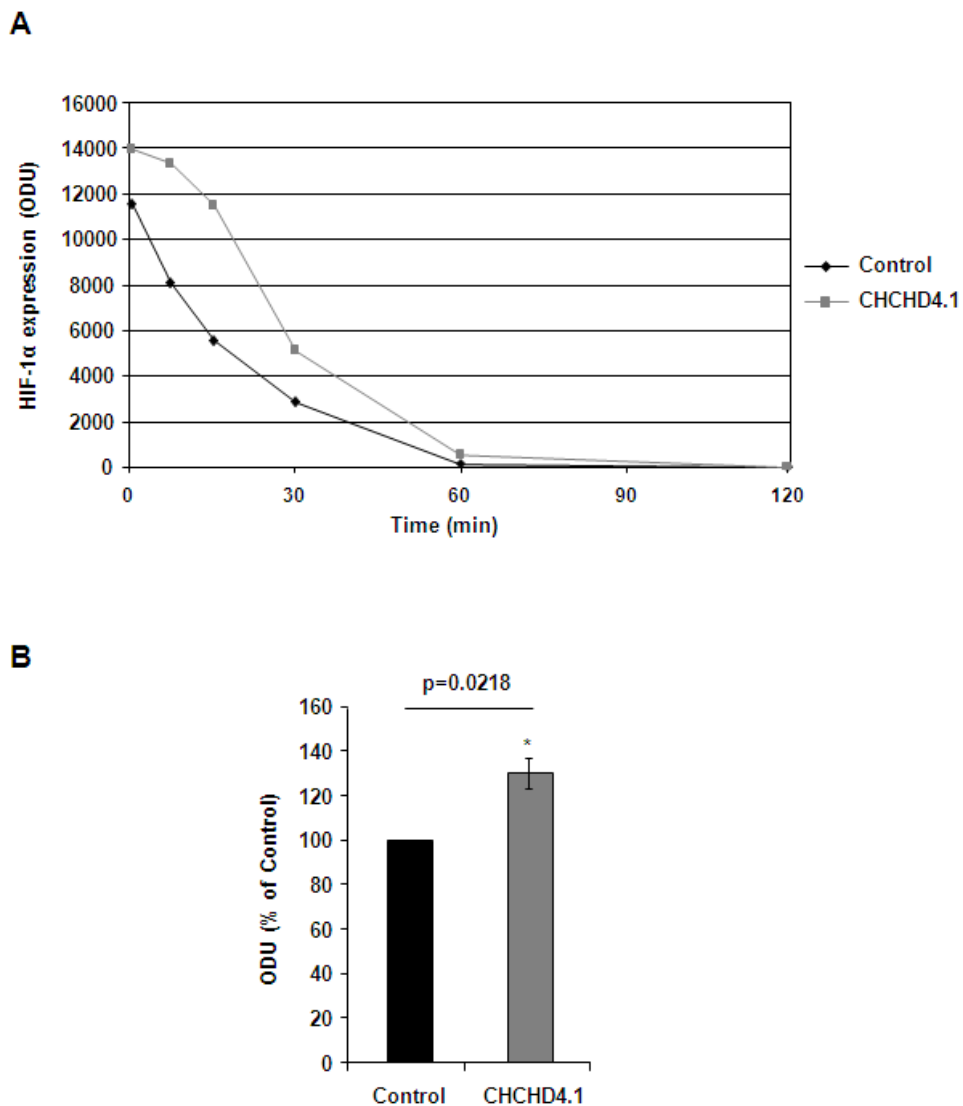 A
HIF-1α expression (ODU)
16000
14000
12000
10000
8000
6000
4000
2000
0
0 30 60 90 120
Time (min)
Control
CHCHD4.1
B
p=0.0218
*
ODU (% of Control)
160
140
120
100
80
60
40
20
0
Control CHCHD4.1